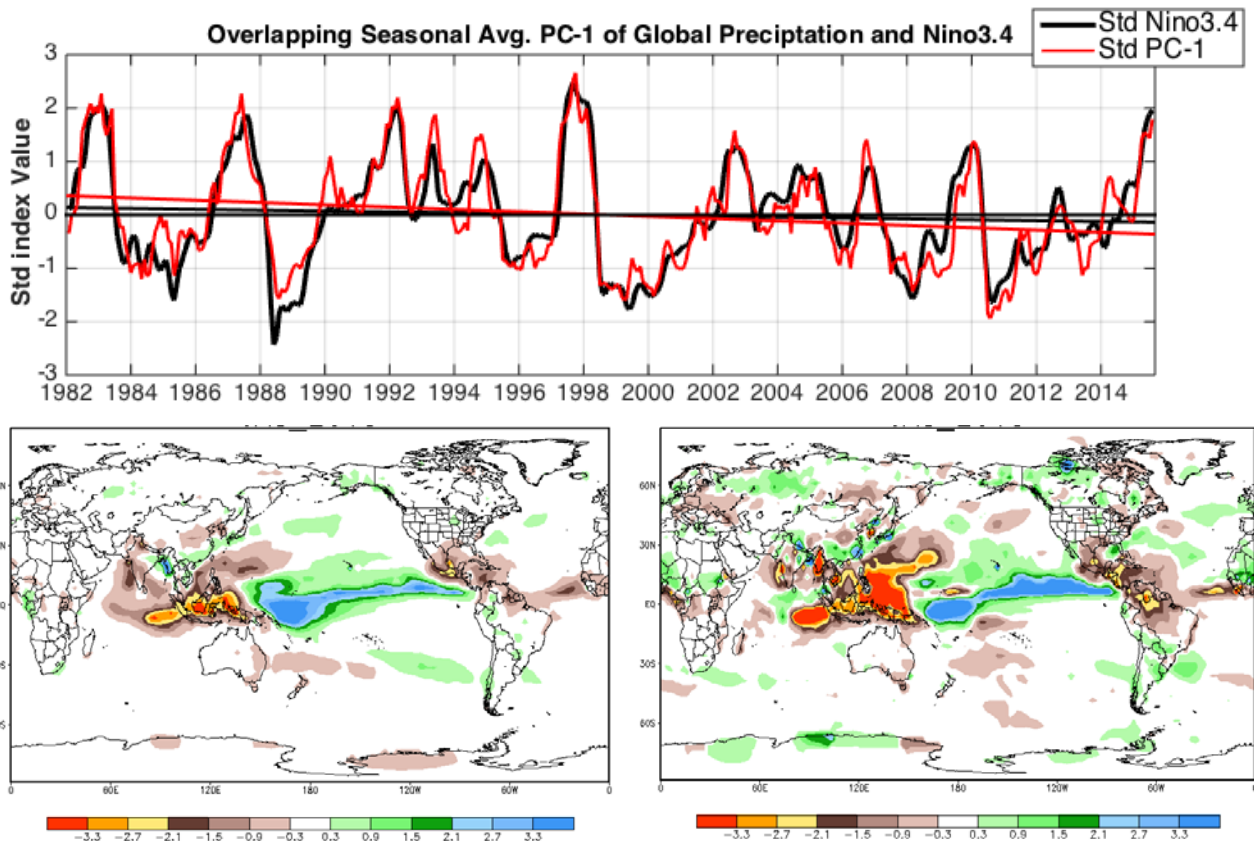 Overlapping Seasonal Avg. PC-1 of Global Preciptation and Nino3.4
Std Nino3.4
Std PC-1
Std index Value
3
2
1
0
-1
-2
-3
1982 1984 1986 1988 1990 1992 1994 1996 1998 2000 2002 2004 2006 2008 2010 2012 2014
N
N
S
S
0 60E 120E 180 120W 60W 0
-3.3 -2.7 -2.1 -1.5 -0.9 -0.3 0.3 0.9 1.5 2.1 2.7 3.3
60N
30N
EQ
30S
60S
60E 120E 180 120W 60W 0
-3.3 -2.7 -2.1 -1.5 -0.9 -0.3 0.3 0.9 1.5 2.1 2.7 3.3